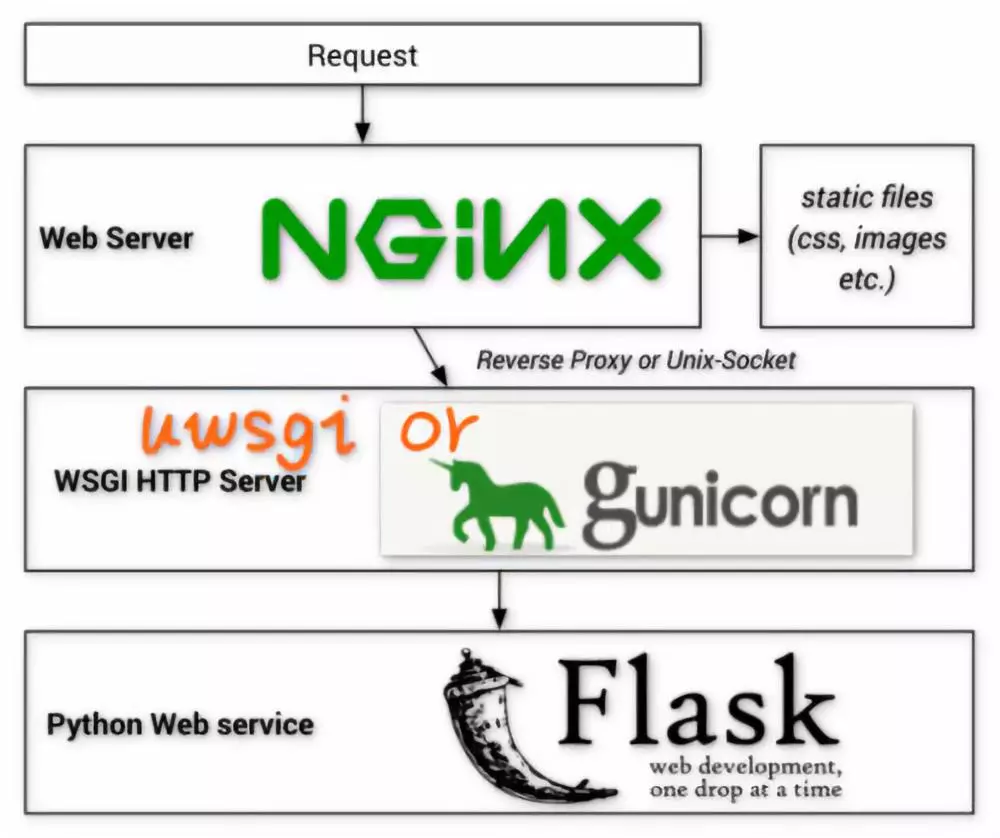 Request
Web Server
NGiNX
static files
(css, images
etc.)
Reverse Proxy or Unix-Socket
uwsgi or
WSGI HTTP Server
gunicorn
Python Web service
Flask
web development,
one drop at a time